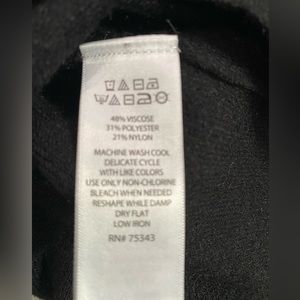 48% VISCOSE
31% POLYESTER
21% NYLON
MACHINE WASH COOL
DELICATE CYCLE
WITH LIKE COLORS
USE ONLY NON-CHLORINE
BLEACH WHEN NEEDED
RESHAPE WHILE DAMP
DRY FLAT
LOW IRON
RN# 75343